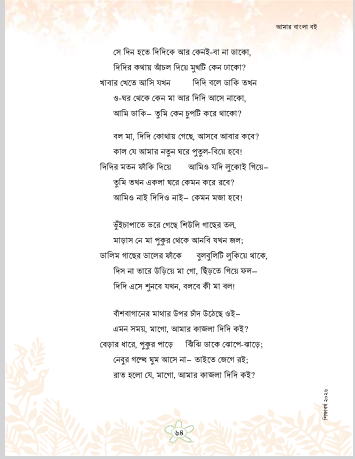 আমার বাংলা বই
সে দিন হতে দিদিকে আর কেনই-বা না ডাকো,
দিদির কথায় আঁচল দিয়ে মুখটি কেন ঢাকো?
খাবার খেতে আসি যখন দিদি বলে ডাকি তখন
ও-ঘর থেকে কেন মা আর দিদি আসে নাকো,
আমি ডাকি– তুমি কেন চুপটি করে থাকো?
বল মা, দিদি কোথায় গেছে, আসবে আবার কবে?
কাল যে আমার নতুন ঘরে পুতুল-বিয়ে হবে!
দিদির মতন ফাঁকি দিয়ে আমিও যদি লুকোই গিয়ে–
তুমি তখন একলা ঘরে কেমন করে রবে?
আমিও নাই দিদিও নাই– কেমন মজা হবে!
ভুঁইচাপাতে ভরে গেছে শিউলি গাছের তল,
মাড়াস নে মা পুকুর থেকে আনবি যখন জল;
ডালিম গাছের ডালের ফাঁকে বুলবুলিটি লুকিয়ে থাকে,
দিস না তারে উড়িয়ে মা গো, ছিঁড়তে গিয়ে ফল–
দিদি এসে শুনবে যখন, বলবে কী মা বল!
বাঁশবাগানের মাথার উপর চাঁদ উঠেছে ওই–
এমন সময়, মাগো, আমার কাজলা দিদি কই?
বেড়ার ধারে, পুকুর পাড়ে ঝিঁঝি ডাকে ঝোপে-ঝাড়ে;
নেবুর গন্ধে ঘুম আসে না– তাইতে জেগে রই;
রাত হলো যে, মাগো, আমার কাজলা দিদি কই?
৬৪
শিক্ষাবর্ষ ২০২৬